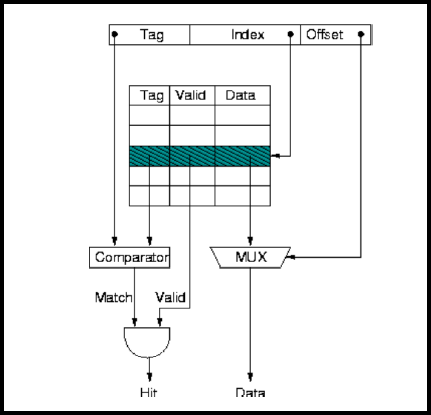 Tag Index Offset
Tag Valid Data
Comparator MUX
Match Valid
Hit Data